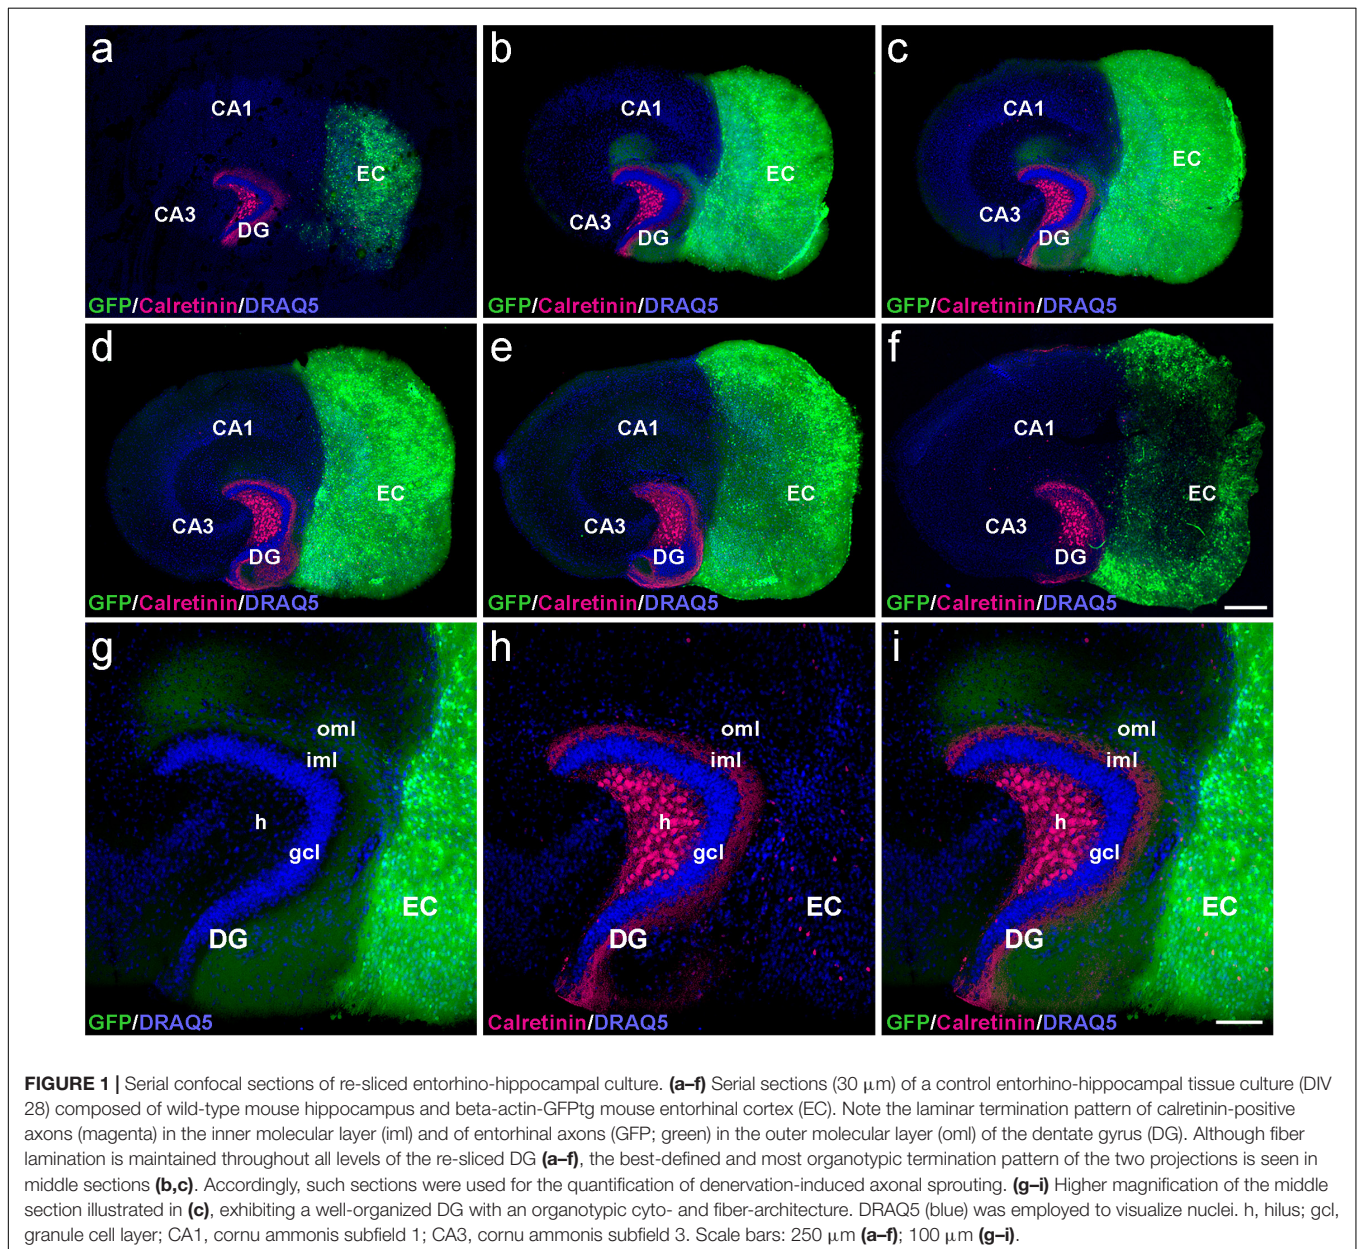 a
CA1
EC
CA3
DG
GFP/Calretinin/DRAQ5
b
CA1
EC
CA3
DG
GFP/Calretinin/DRAQ5
c
CA1
EC
CA3
DG
GFP/Calretinin/DRAQ5
d
CA1
EC
CA3
DG
GFP/Calretinin/DRAQ5
e
CA1
EC
CA3
DG
GFP/Calretinin/DRAQ5
f
CA1
EC
CA3
DG
GFP/Calretinin/DRAQ5
g
oml
iml
h
gcl
EC
DG
GFP/DRAQ5
h
oml
iml
h
gcl
EC
DG
Calretinin/DRAQ5
i
oml
iml
h
gcl
EC
DG
GFP/Calretinin/DRAQ5
FIGURE 1 | Serial confocal sections of re-sliced entorhino-hippocampal culture. (a–f) Serial sections (30 μm) of a control entorhino-hippocampal tissue culture (DIV
28) composed of wild-type mouse hippocampus and beta-actin-GFPtg mouse entorhinal cortex (EC). Note the laminar termination pattern of calretinin-positive
axons (magenta) in the inner molecular layer (iml) and of entorhinal axons (GFP; green) in the outer molecular layer (oml) of the dentate gyrus (DG). Although fiber
lamination is maintained throughout all levels of the re-sliced DG (a–f), the best-defined and most organotypic termination pattern of the two projections is seen in
middle sections (b,c). Accordingly, such sections were used for the quantification of denervation-induced axonal sprouting. (g–i) Higher magnification of the middle
section illustrated in (c), exhibiting a well-organized DG with an organotypic cyto- and fiber-architecture. DRAQ5 (blue) was employed to visualize nuclei. h, hilus; gcl,
granule cell layer; CA1, cornu ammonis subfield 1; CA3, cornu ammonis subfield 3. Scale bars: 250 μm (a–f); 100 μm (g–i).